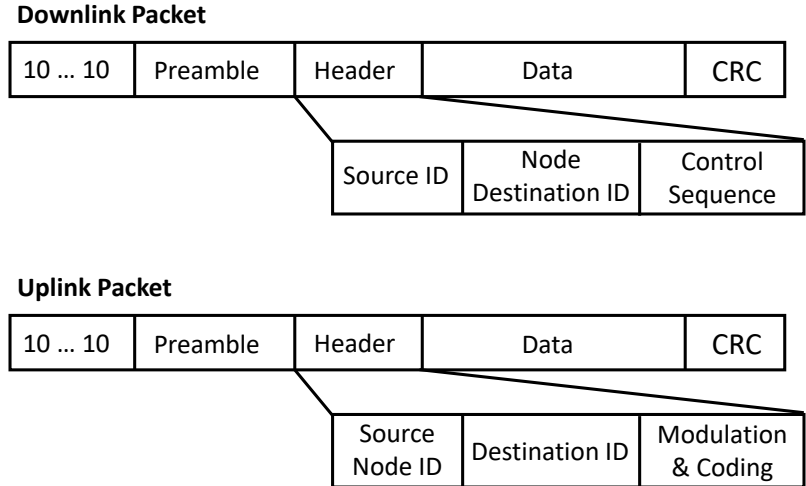 Downlink Packet
10 ... 10 Preamble Header Data CRC
Source ID Node Destination ID Control Sequence
Uplink Packet
10 ... 10 Preamble Header Data CRC
Source Node ID Destination ID Modulation & Coding